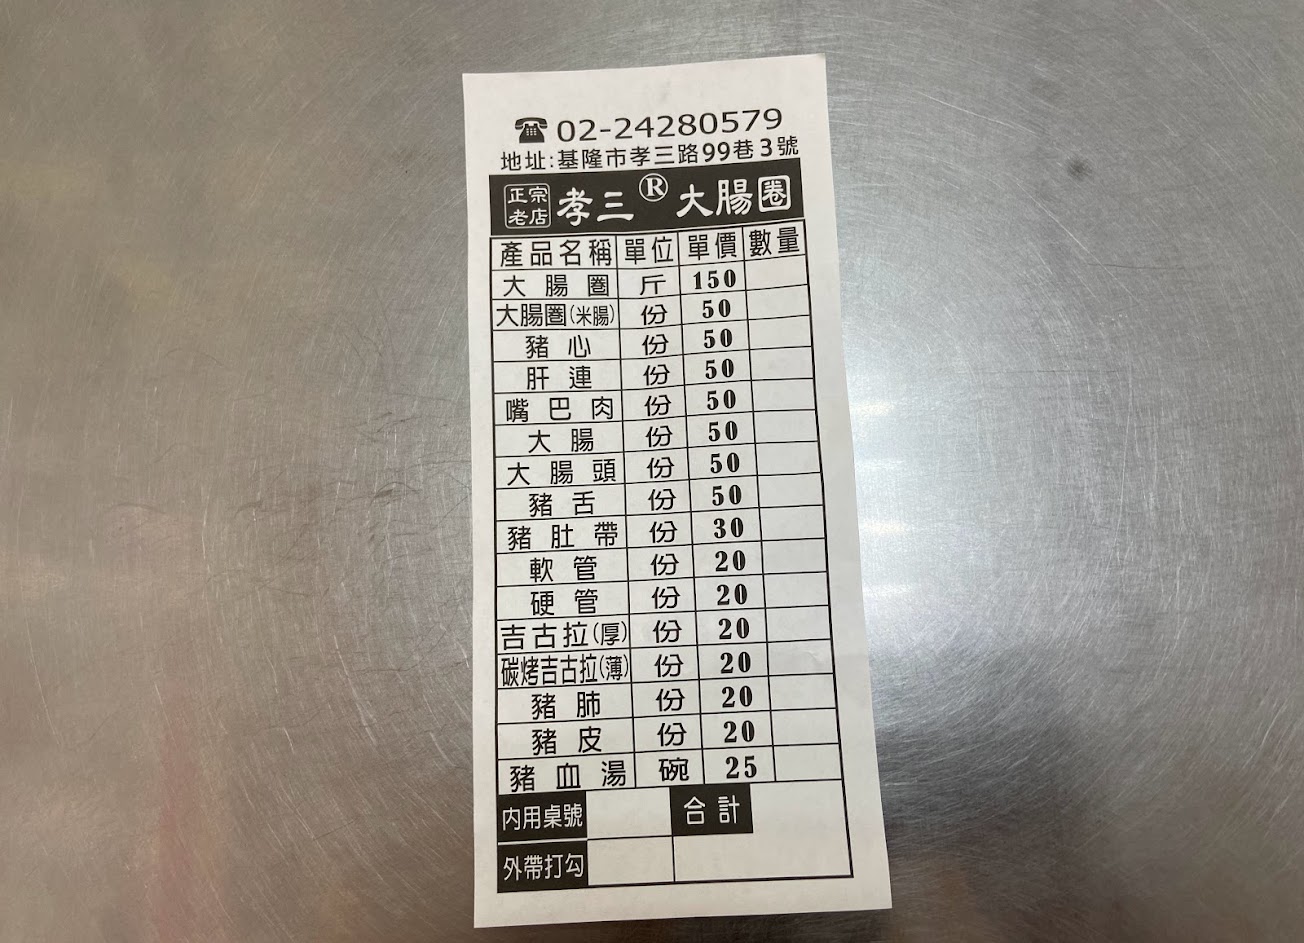 ☎02-24280579
地址:基隆市孝三路99巷3號
正宗老店 孝三® 大腸圈
產品名稱 單位 單價 數量
大腸圈 斤 150
大腸圈(米腸) 份 50
豬心 份 50
肝連 份 50
嘴巴肉 份 50
大腸 份 50
大腸頭 份 50
豬舌 份 50
豬肚帶 份 30
軟管 份 20
硬管 份 20
吉古拉(厚) 份 20
碳烤吉古拉(薄) 份 20
豬肺 份 20
豬皮 份 20
豬血湯 碗 25
內用桌號 合計
外帶打勾